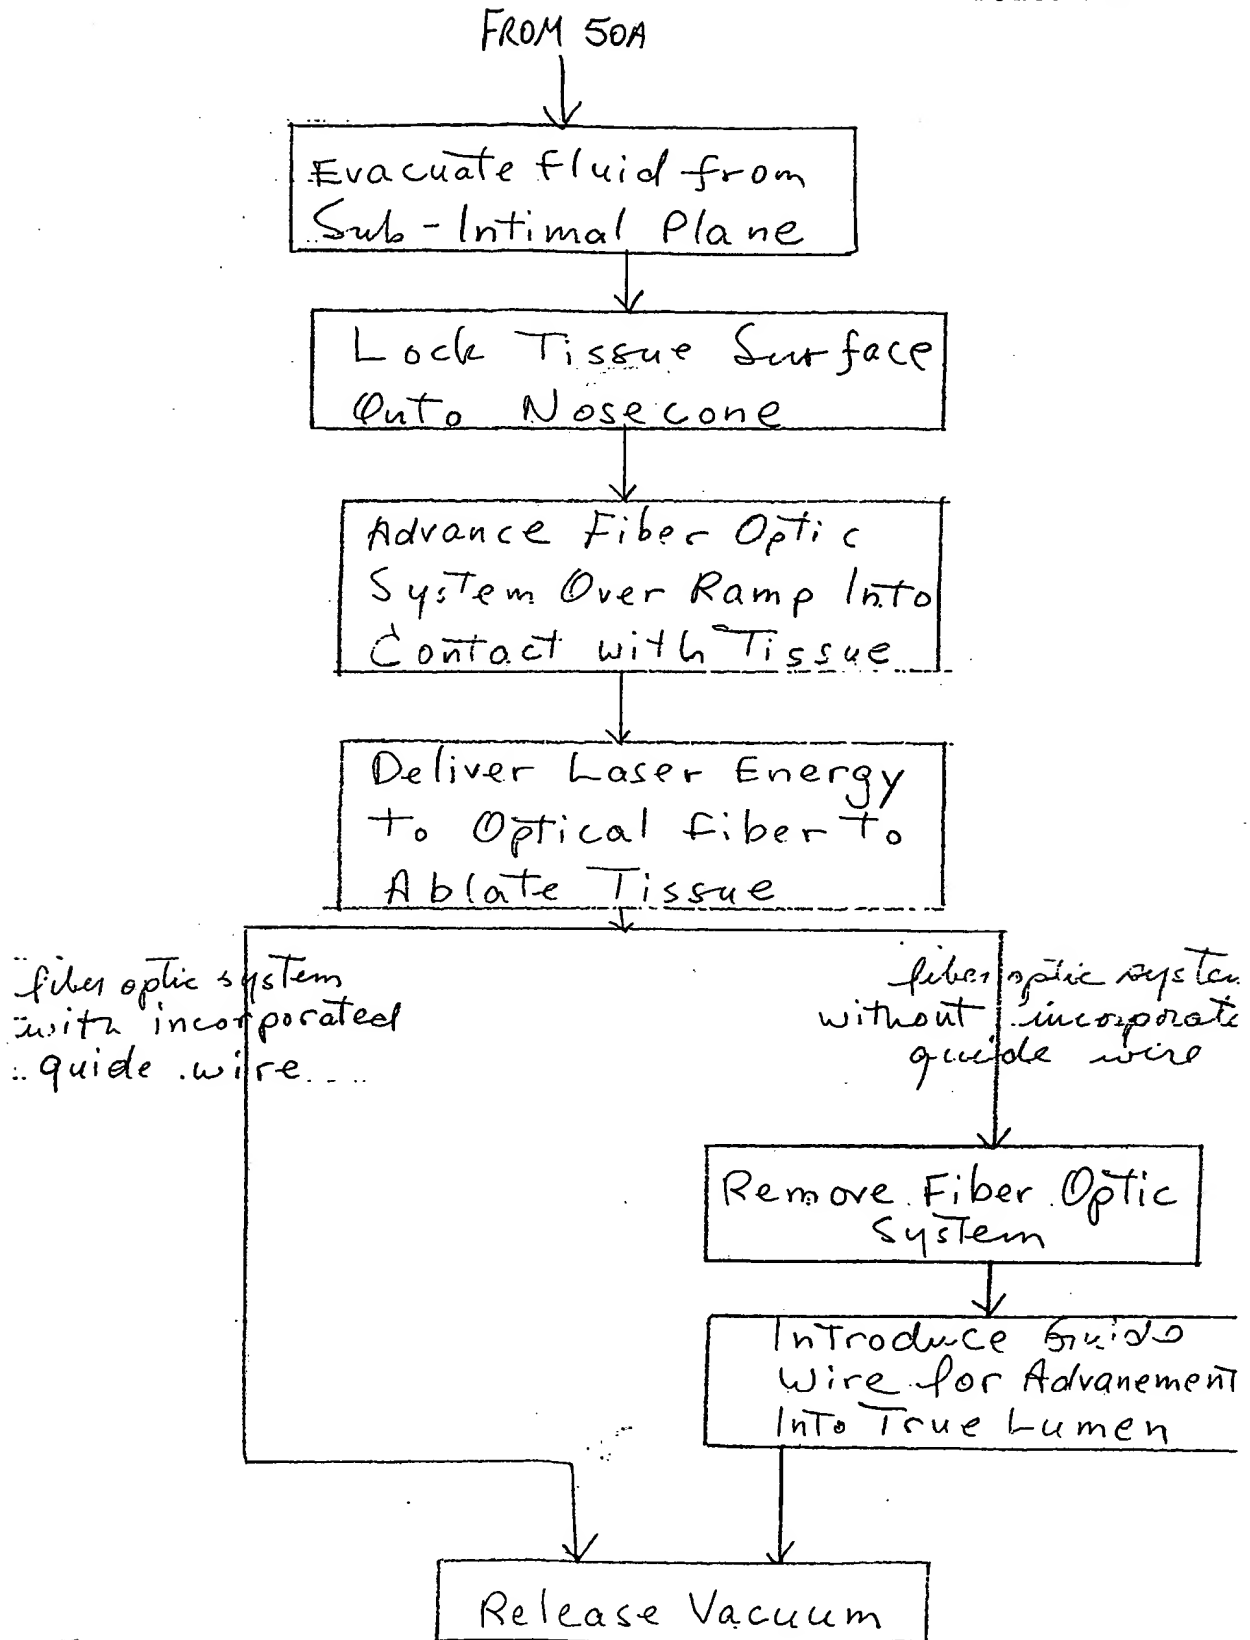 FROM 50A
Evacuate Fluid from
Sub-Intimal Plane
Lock Tissue Surface
Onto Nosecone
Advance Fiber Optic
System Over Ramp Into
Contact with Tissue
Deliver Laser Energy
to Optical Fiber to
Ablate Tissue
fiber optic system
with incorporated
guide wire
fiber optic syste
without incorporate
guide wire
Remove Fiber Optic
System
Introduce Guide
Wire for Advanement
Into True Lumen
Release Vacuum